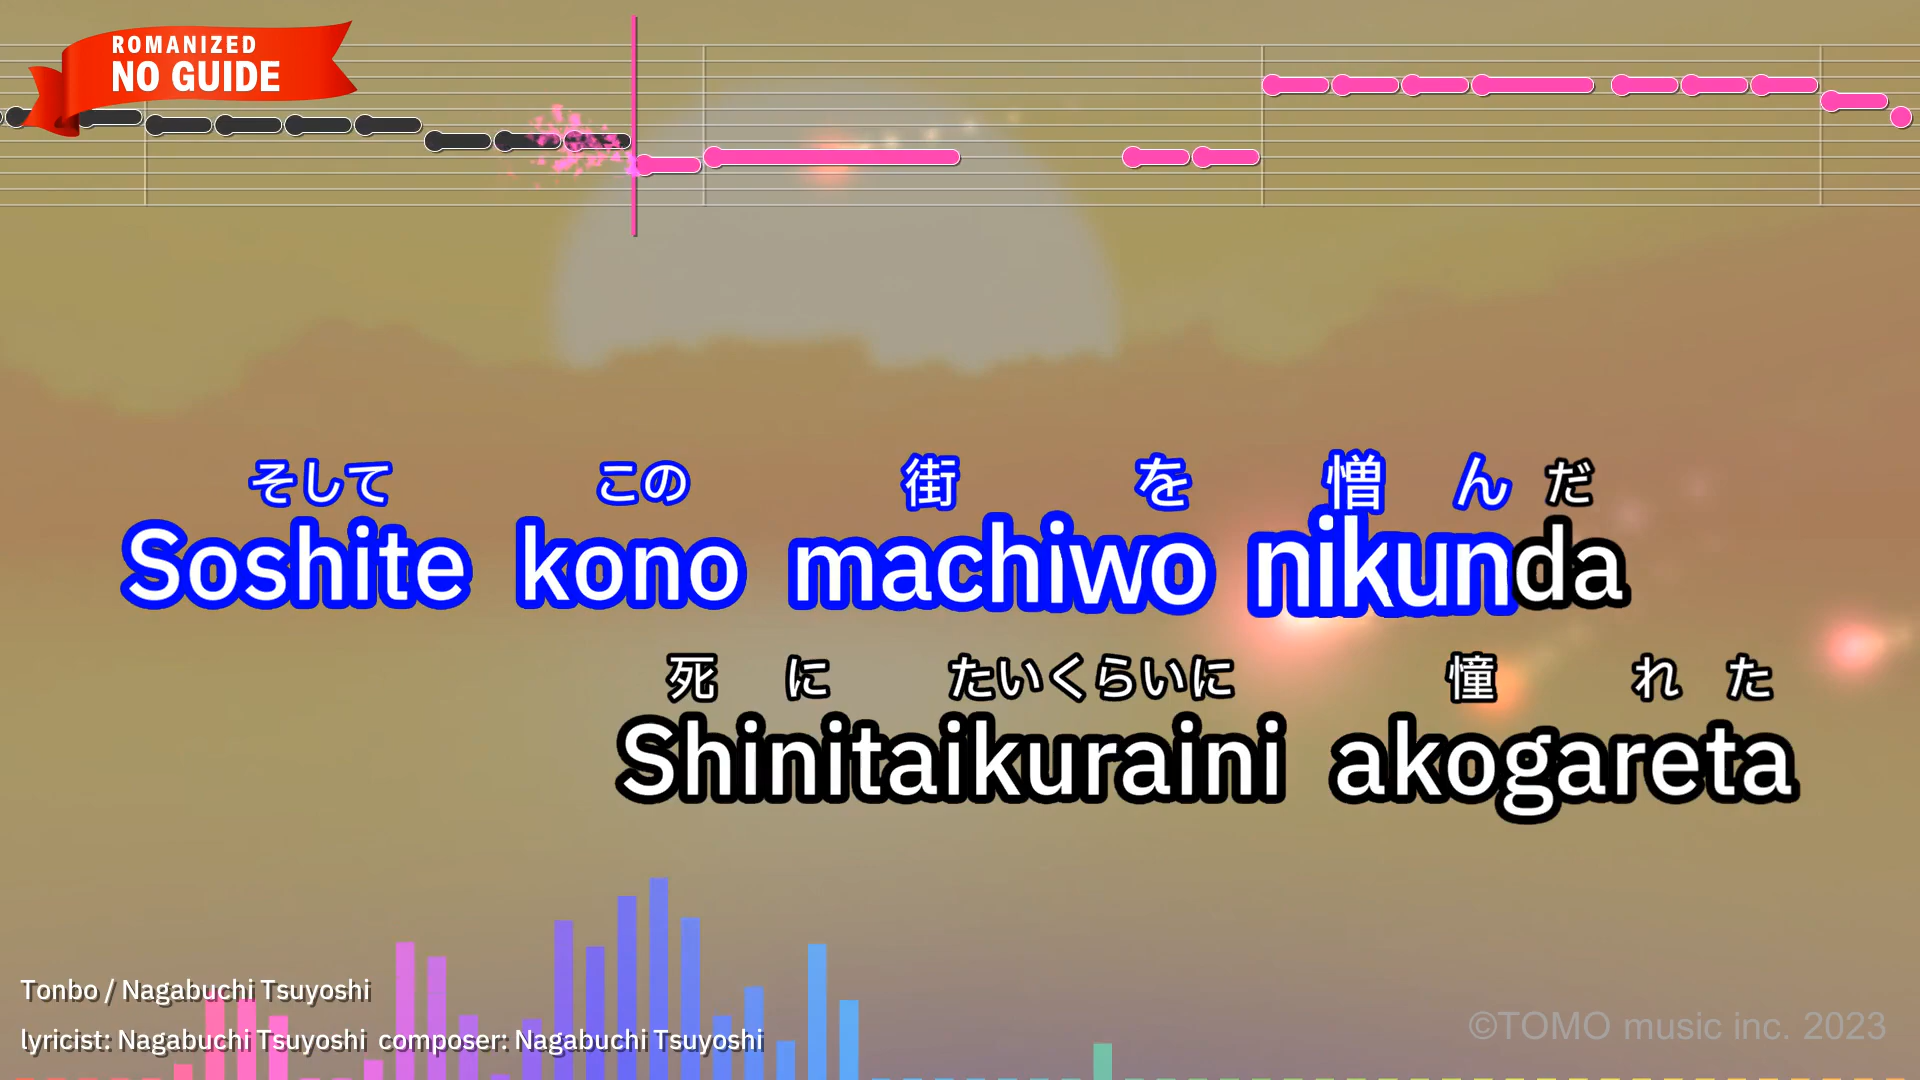 ROMANIZED
NO GUIDE
そして この 街 を 憎 ん だ
Soshite kono machiwo nikunda
死 に たいくらいに 憧 れ た
Shinitaikuraini akogareta
Tonbo / Nagabuchi Tsuyoshi
lyricist: Nagabuchi Tsuyoshi composer: Nagabuchi Tsuyoshi
©TOMO music inc. 2023